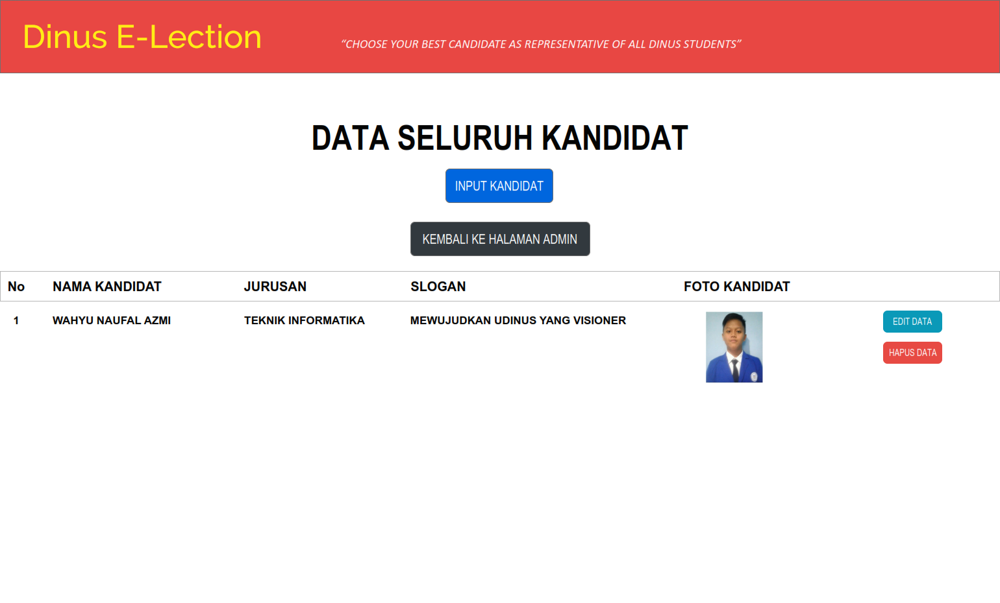 Dinus E-Lection
“CHOOSE YOUR BEST CANDIDATE AS REPRESENTATIVE OF ALL DINUS STUDENTS”
DATA SELURUH KANDIDAT
INPUT KANDIDAT
KEMBALI KE HALAMAN ADMIN
No NAMA KANDIDAT JURUSAN SLOGAN FOTO KANDIDAT
1 WAHYU NAUFAL AZMI TEKNIK INFORMATIKA MEWUJUDKAN UDINUS YANG VISIONER EDIT DATA
HAPUS DATA